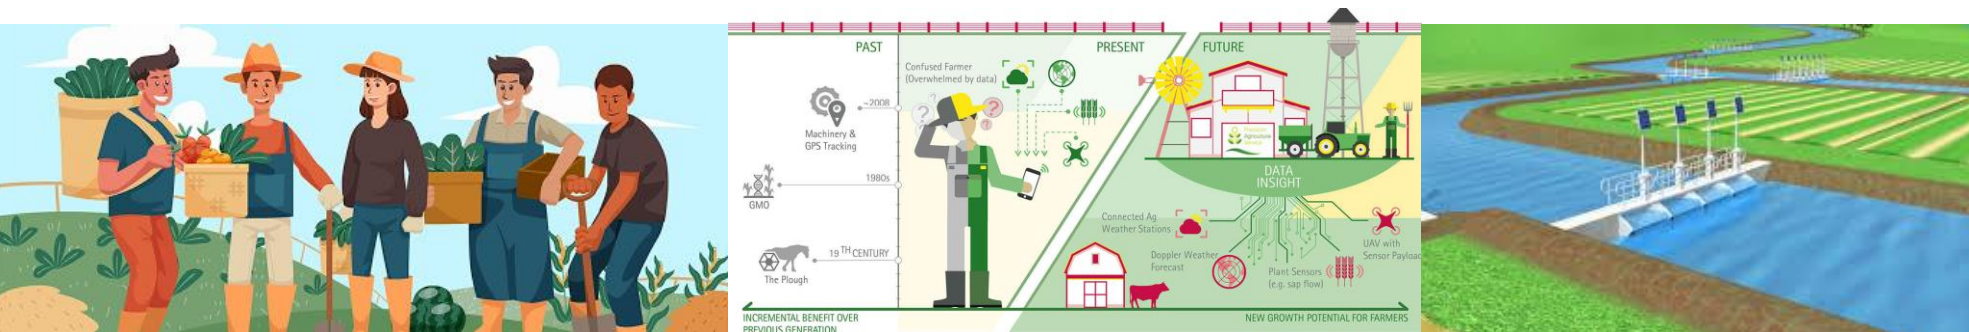 PAST
PRESENT
FUTURE
Confused Farmer
(Overwhelmed by data)
~2008
Machinery &
GPS Tracking
1980s
GMO
19 TH CENTURY
The Plough
DATA
INSIGHT
Connected Ag
Weather Stations
Doppler Weather
Forecast
Plant Sensors
(e.g. sap flow)
UAV with
Sensor Payload
INCREMENTAL BENEFIT OVER
PREVIOUS GENERATION
NEW GROWTH POTENTIAL FOR FARMERS